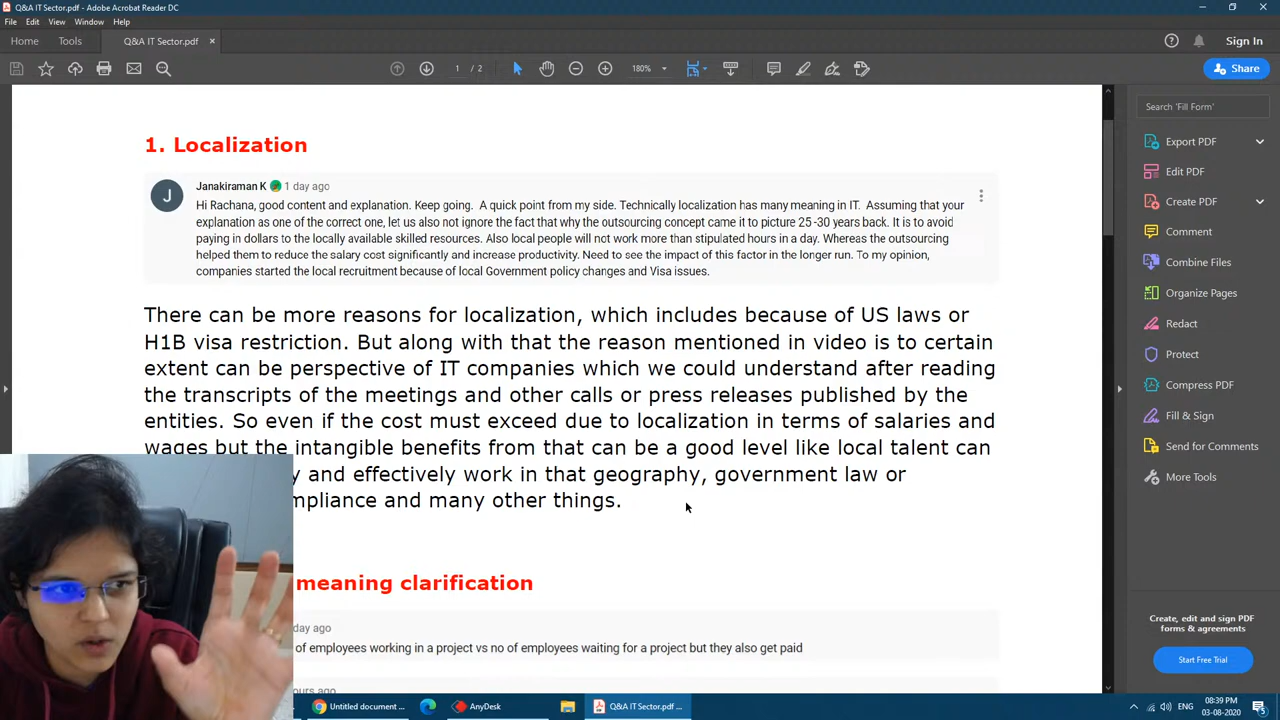 Q&A IT Sector.pdf - Adobe Acrobat Reader DC
File Edit View Window Help
Home Tools Q&A IT Sector.pdf × Sign In
1 / 2 180% Share
1. Localization
J Janakiraman K 1 day ago
Hi Rachana, good content and explanation. Keep going. A quick point from my side. Technically localization has many meaning in IT. Assuming that your
explanation as one of the correct one, let us also not ignore the fact that why the outsourcing concept came it to picture 25 -30 years back. It is to avoid
paying in dollars to the locally available skilled resources. Also local people will not work more than stipulated hours in a day. Whereas the outsourcing
helped them to reduce the salary cost significantly and increase productivity. Need to see the impact of this factor in the longer run. To my opinion,
companies started the local recruitment because of local Government policy changes and Visa issues.
There can be more reasons for localization, which includes because of US laws or
H1B visa restriction. But along with that the reason mentioned in video is to certain
extent can be perspective of IT companies which we could understand after reading
the transcripts of the meetings and other calls or press releases published by the
entities. So even if the cost must exceed due to localization in terms of salaries and
wages but the intangible benefits from that can be a good level like local talent can
and effectively work in that geography, government law or
and many other things.
meaning clarification
day ago
of employees working in a project vs no of employees waiting for a project but they also get paid
ours ago
Search 'Fill Form'
Export PDF
Edit PDF
Create PDF
Comment
Combine Files
Organize Pages
Redact
Protect
Compress PDF
Fill & Sign
Send for Comments
More Tools
Create, edit and sign PDF
forms & agreements
Start Free Trial
Untitled document ... AnyDesk Q&A IT Sector.pdf ... ENG 08:39 PM
03-08-2020